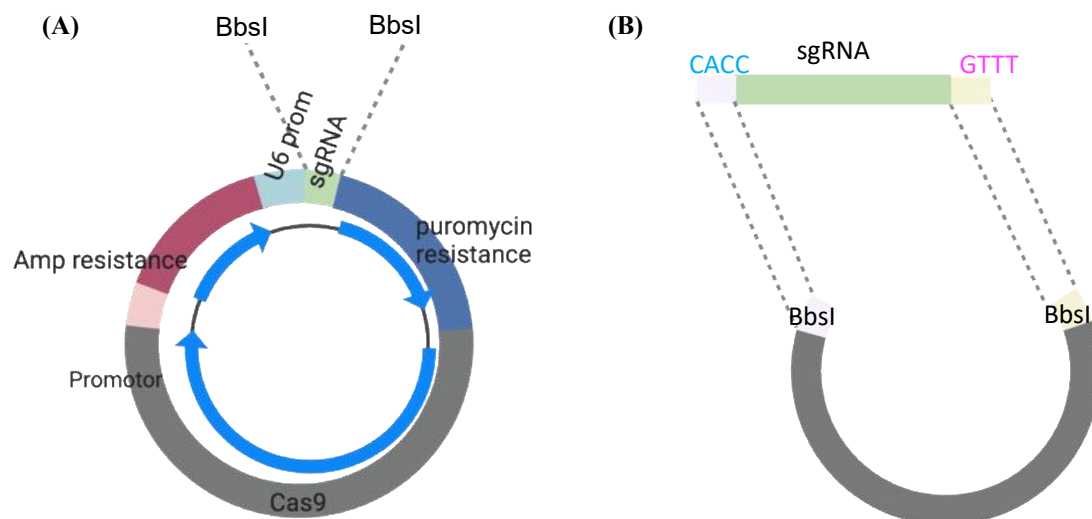 (A)
BbsI
BbsI
U6 prom
sgRNA
Amp resistance
puromycin
resistance
Promotor
Cas9
(B)
sgRNA
CACC
GTTT
BbsI
BbsI